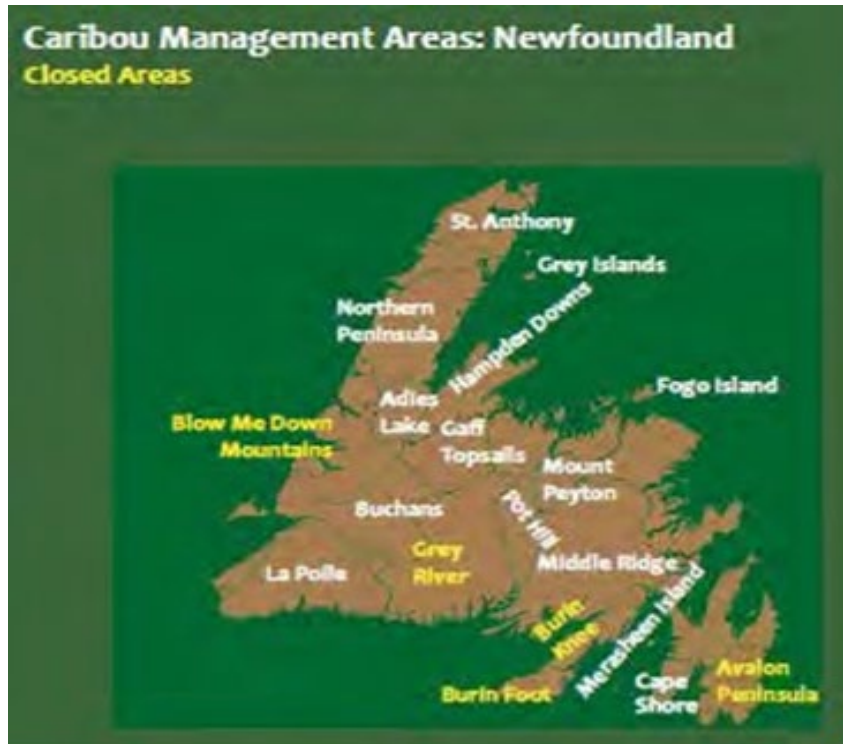 Caribou Management Areas: Newfoundland
Closed Areas
St. Anthony
Grey Islands
Northern
Peninsula
Hampden Downs
Fogo Island
Adies
Lake
Gaff
Topsails
Blow Me Down
Mountains
Mount
Peyton
Buchans
Pot Hill
Grey
River
La Poile
Middle Ridge
Burin
Knee
Merasheen Island
Burin Foot
Cape
Shore
Avalon
Peninsula